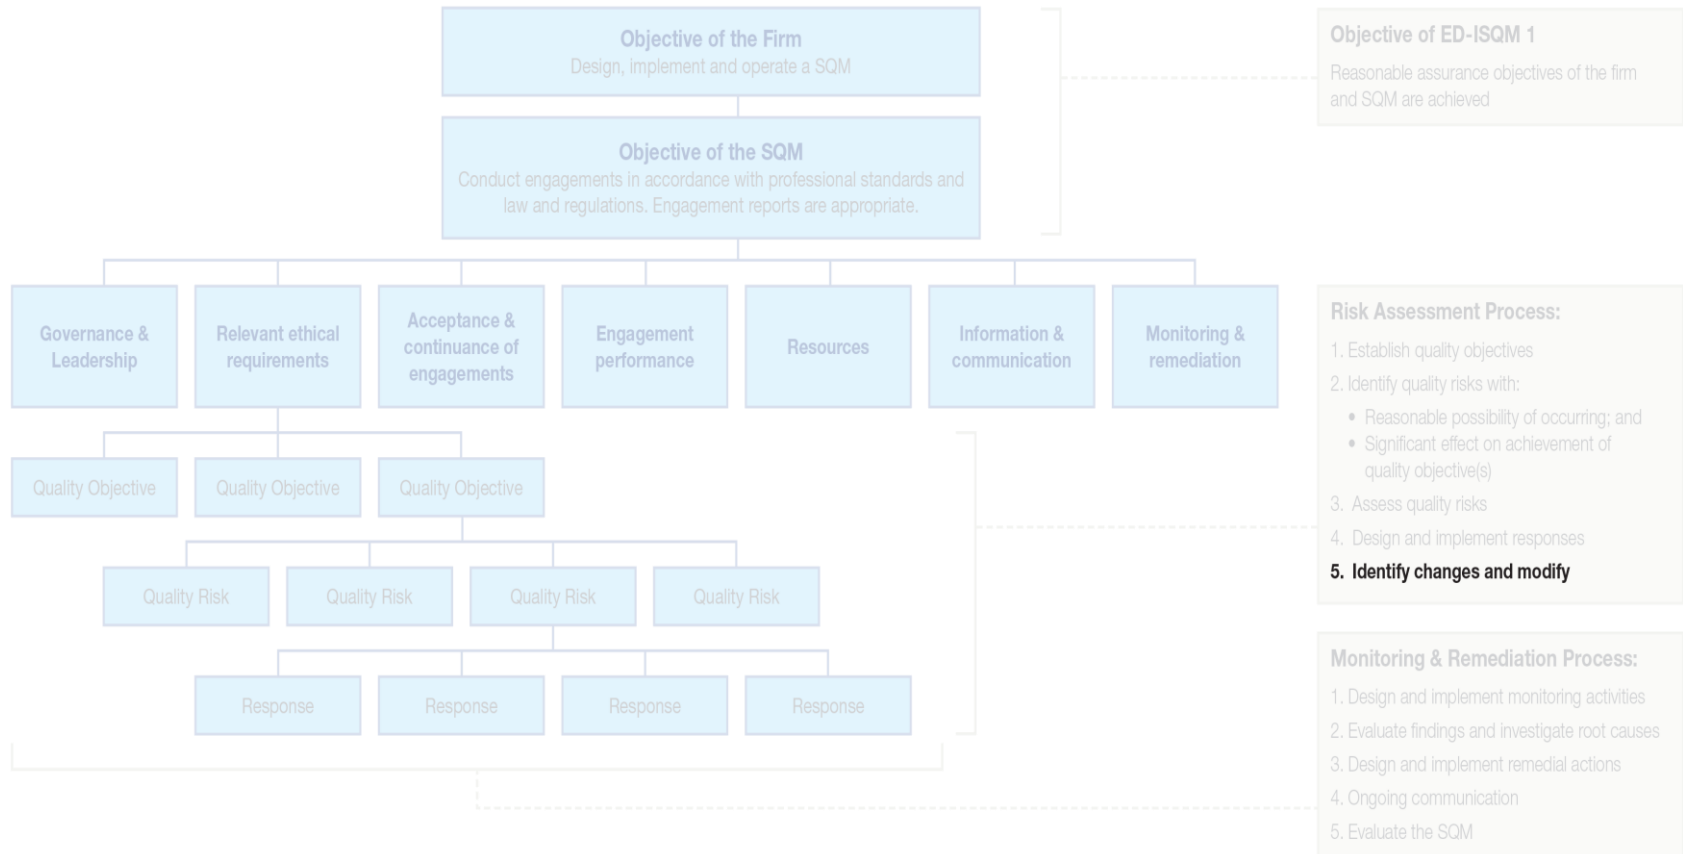 Objective of the Firm
Design, implement and operate a SQM
Objective of ED-ISQM 1
Reasonable assurance objectives of the firm
and SQM are achieved
Objective of the SQM
Conduct engagements in accordance with professional standards and
law and regulations. Engagement reports are appropriate.
Governance &
Leadership
Relevant ethical
requirements
Acceptance &
continuance of
engagements
Engagement
performance
Resources
Information &
communication
Monitoring &
remediation
Risk Assessment Process:
1. Establish quality objectives
2. Identify quality risks with:
• Reasonable possibility of occurring; and
• Significant effect on achievement of
quality objective(s)
3. Assess quality risks
4. Design and implement responses
5. Identify changes and modify
Quality Objective
Quality Objective
Quality Objective
Quality Risk
Quality Risk
Quality Risk
Quality Risk
Response
Response
Response
Response
Monitoring & Remediation Process:
1. Design and implement monitoring activities
2. Evaluate findings and investigate root causes
3. Design and implement remedial actions
4. Ongoing communication
5. Evaluate the SQM